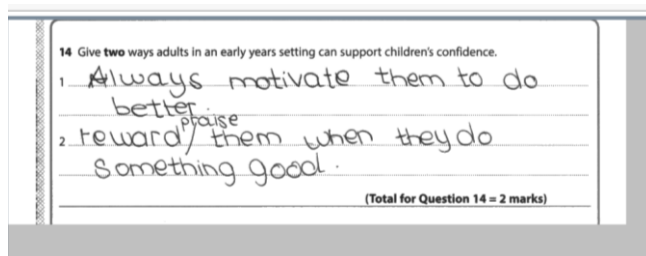 14 Give two ways adults in an early years setting can support children's confidence.
1 Always motivate them to do
better.
praise
2 reward/ them when they do
something good.
(Total for Question 14 = 2 marks)